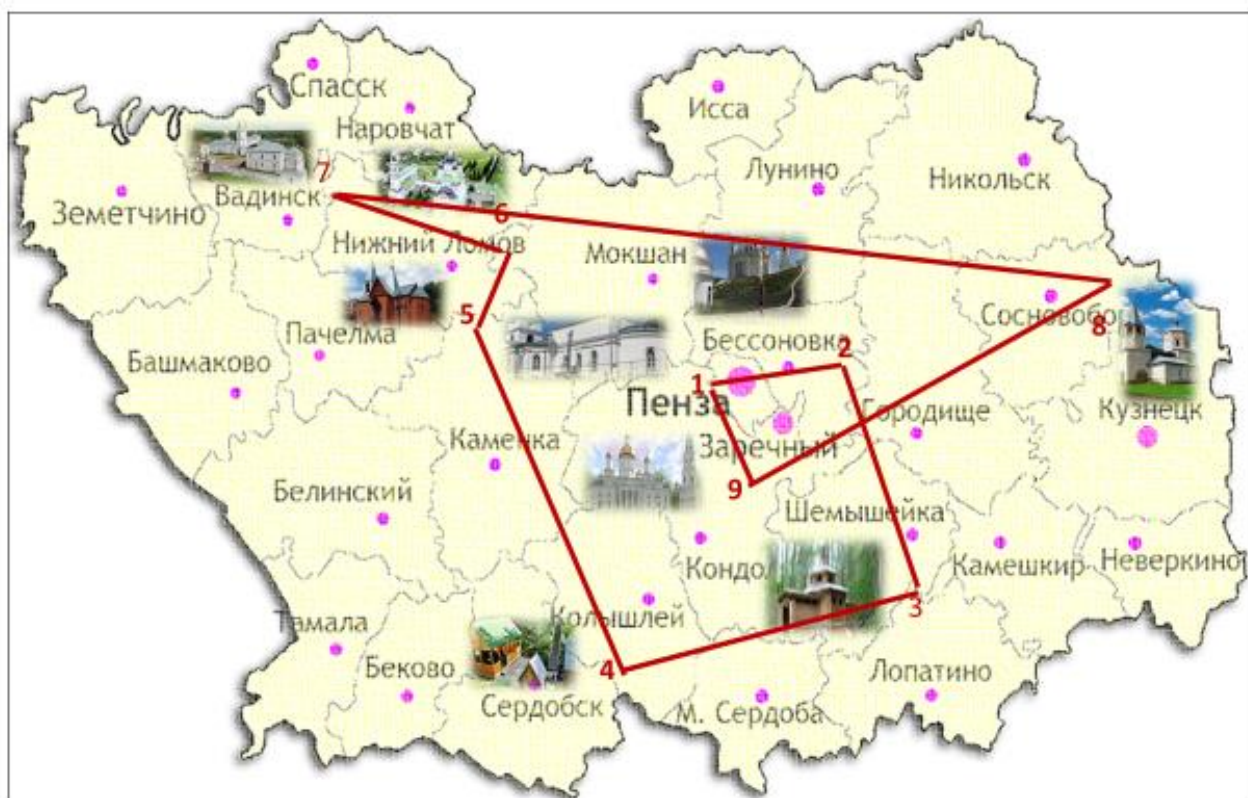 Спасск
Исса
Наровчат
Лунино
Никольск
7
Вадинск
Земетчино
6
Нижний Ломов
Мокшан
Сосновобор
5
8
Пачелма
Бессоновка
2
Башмаково
1
Пенза
Городище
Кузнецк
Каменка
Заречный
9
Белинский
Шемышейка
Кондол
Камешкир
Неверкино
3
Тамала
Колышлей
4
Беково
Лопатино
Сердобск
М. Сердоба